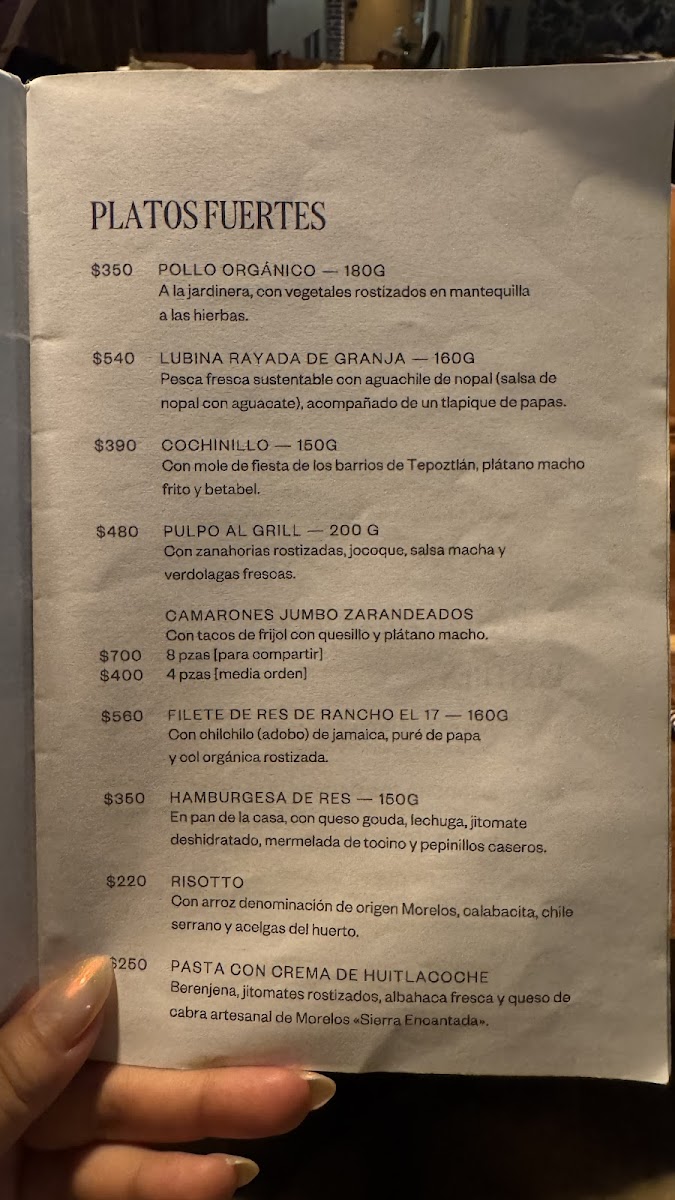 PLATOS FUERTES
$350 POLLO ORGÁNICO — 180G
A la jardinera, con vegetales rostizados en mantequilla
a las hierbas.
$540 LUBINA RAYADA DE GRANJA — 160G
Pesca fresca sustentable con aguachile de nopal (salsa de
nopal con aguacate), acompañado de un tlapique de papas.
$390 COCHINILLO — 150G
Con mole de fiesta de los barrios de Tepoztlán, plátano macho
frito y betabel.
$480 PULPO AL GRILL — 200 G
Con zanahorias rostizadas, jocoque, salsa macha y
verdolagas frescas.
CAMARONES JUMBO ZARANDEADOS
Con tacos de frijol con quesillo y plátano macho.
$700 8 pzas [para compartir]
$400 4 pzas [media orden]
$560 FILETE DE RES DE RANCHO EL 17 — 160G
Con chilchilo (adobo) de jamaica, puré de papa
y col orgánica rostizada.
$350 HAMBURGESA DE RES — 150G
En pan de la casa, con queso gouda, lechuga, jitomate
deshidratado, mermelada de tocino y pepinillos caseros.
$220 RISOTTO
Con arroz denominación de origen Morelos, calabacita, chile
serrano y acelgas del huerto.
$250 PASTA CON CREMA DE HUITLACOCHE
Berenjena, jitomates rostizados, albahaca fresca y queso de
cabra artesanal de Morelos «Sierra Encantada».